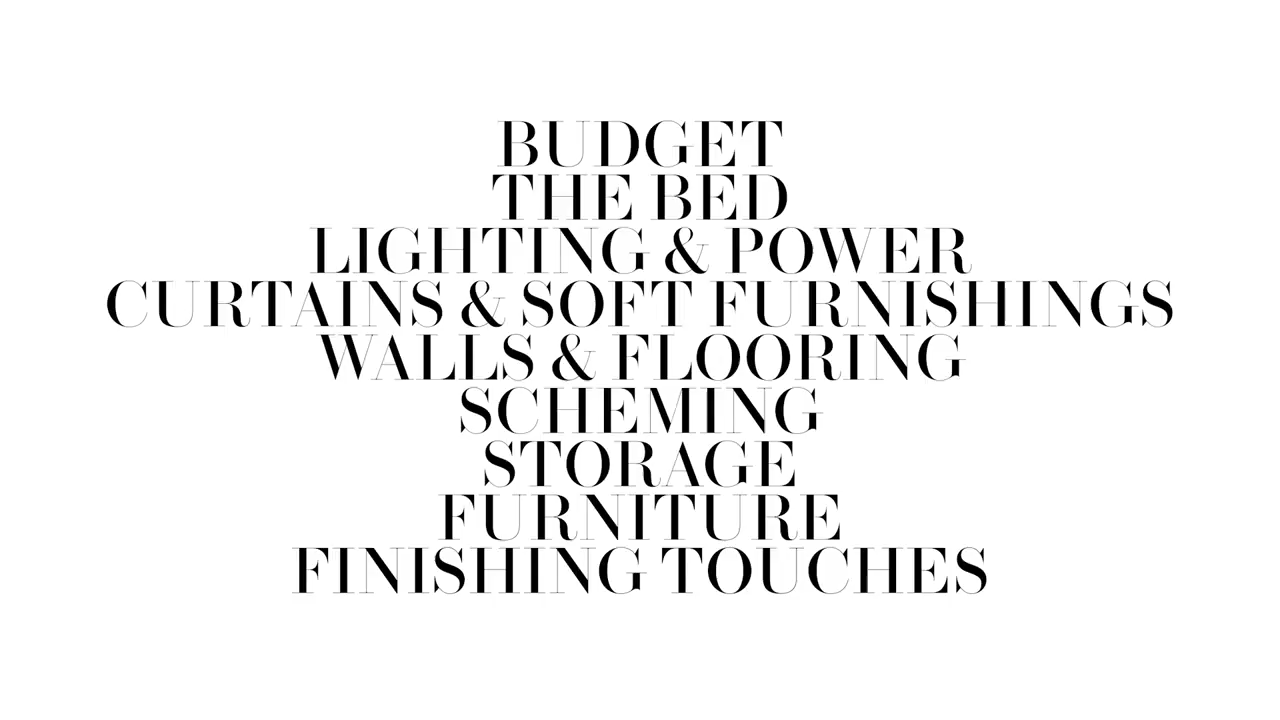 BUDGET
THE BED
LIGHTING & POWER
CURTAINS & SOFT FURNISHINGS
WALLS & FLOORING
SCHEMING
STORAGE
FURNITURE
FINISHING TOUCHES